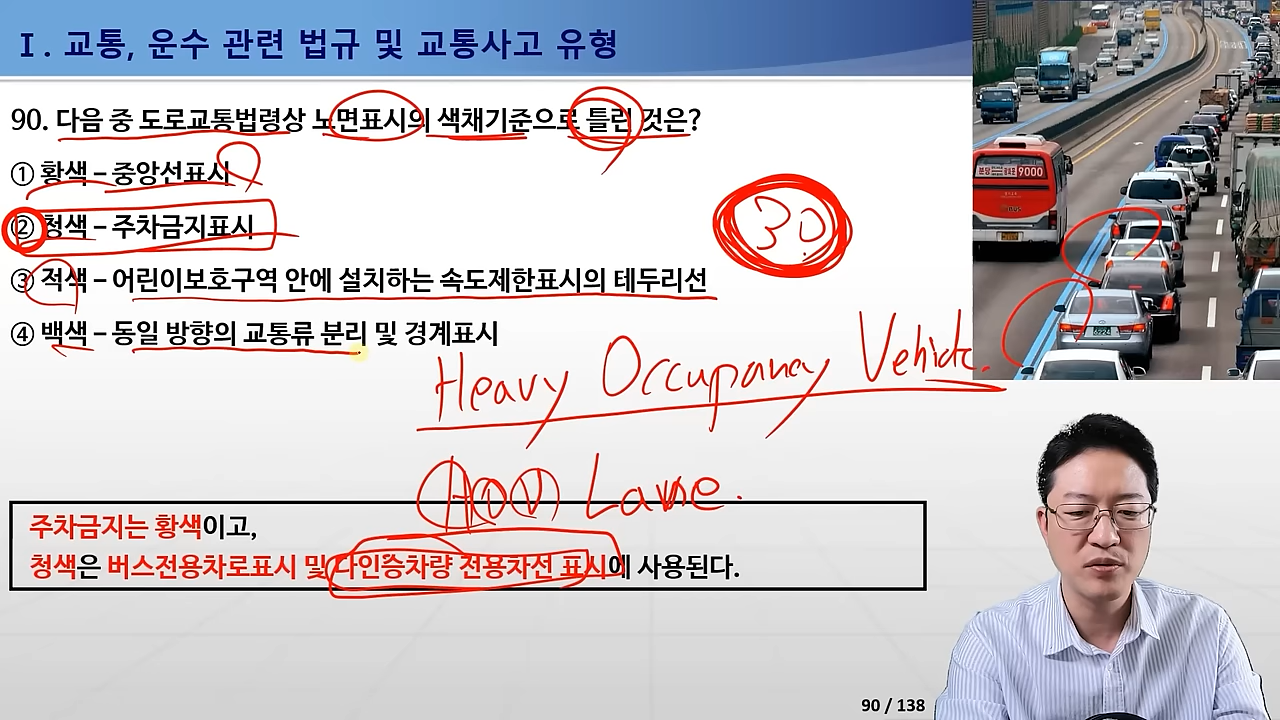 Ⅰ. 교통, 운수 관련 법규 및 교통사고 유형
90. 다음 중 도로교통법령상 노면표시의 색채기준으로 틀린 것은?
① 황색 – 중앙선표시
② 청색 – 주차금지표시
③ 적색 – 어린이보호구역 안에 설치하는 속도제한표시의 테두리선
④ 백색 – 동일 방향의 교통류 분리 및 경계표시
30
9000
Heavy Occupancy Vehicle.
HOV Lane.
주차금지는 황색이고,
청색은 버스전용차로표시 및 다인승차량 전용차선 표시에 사용된다.
90 / 138